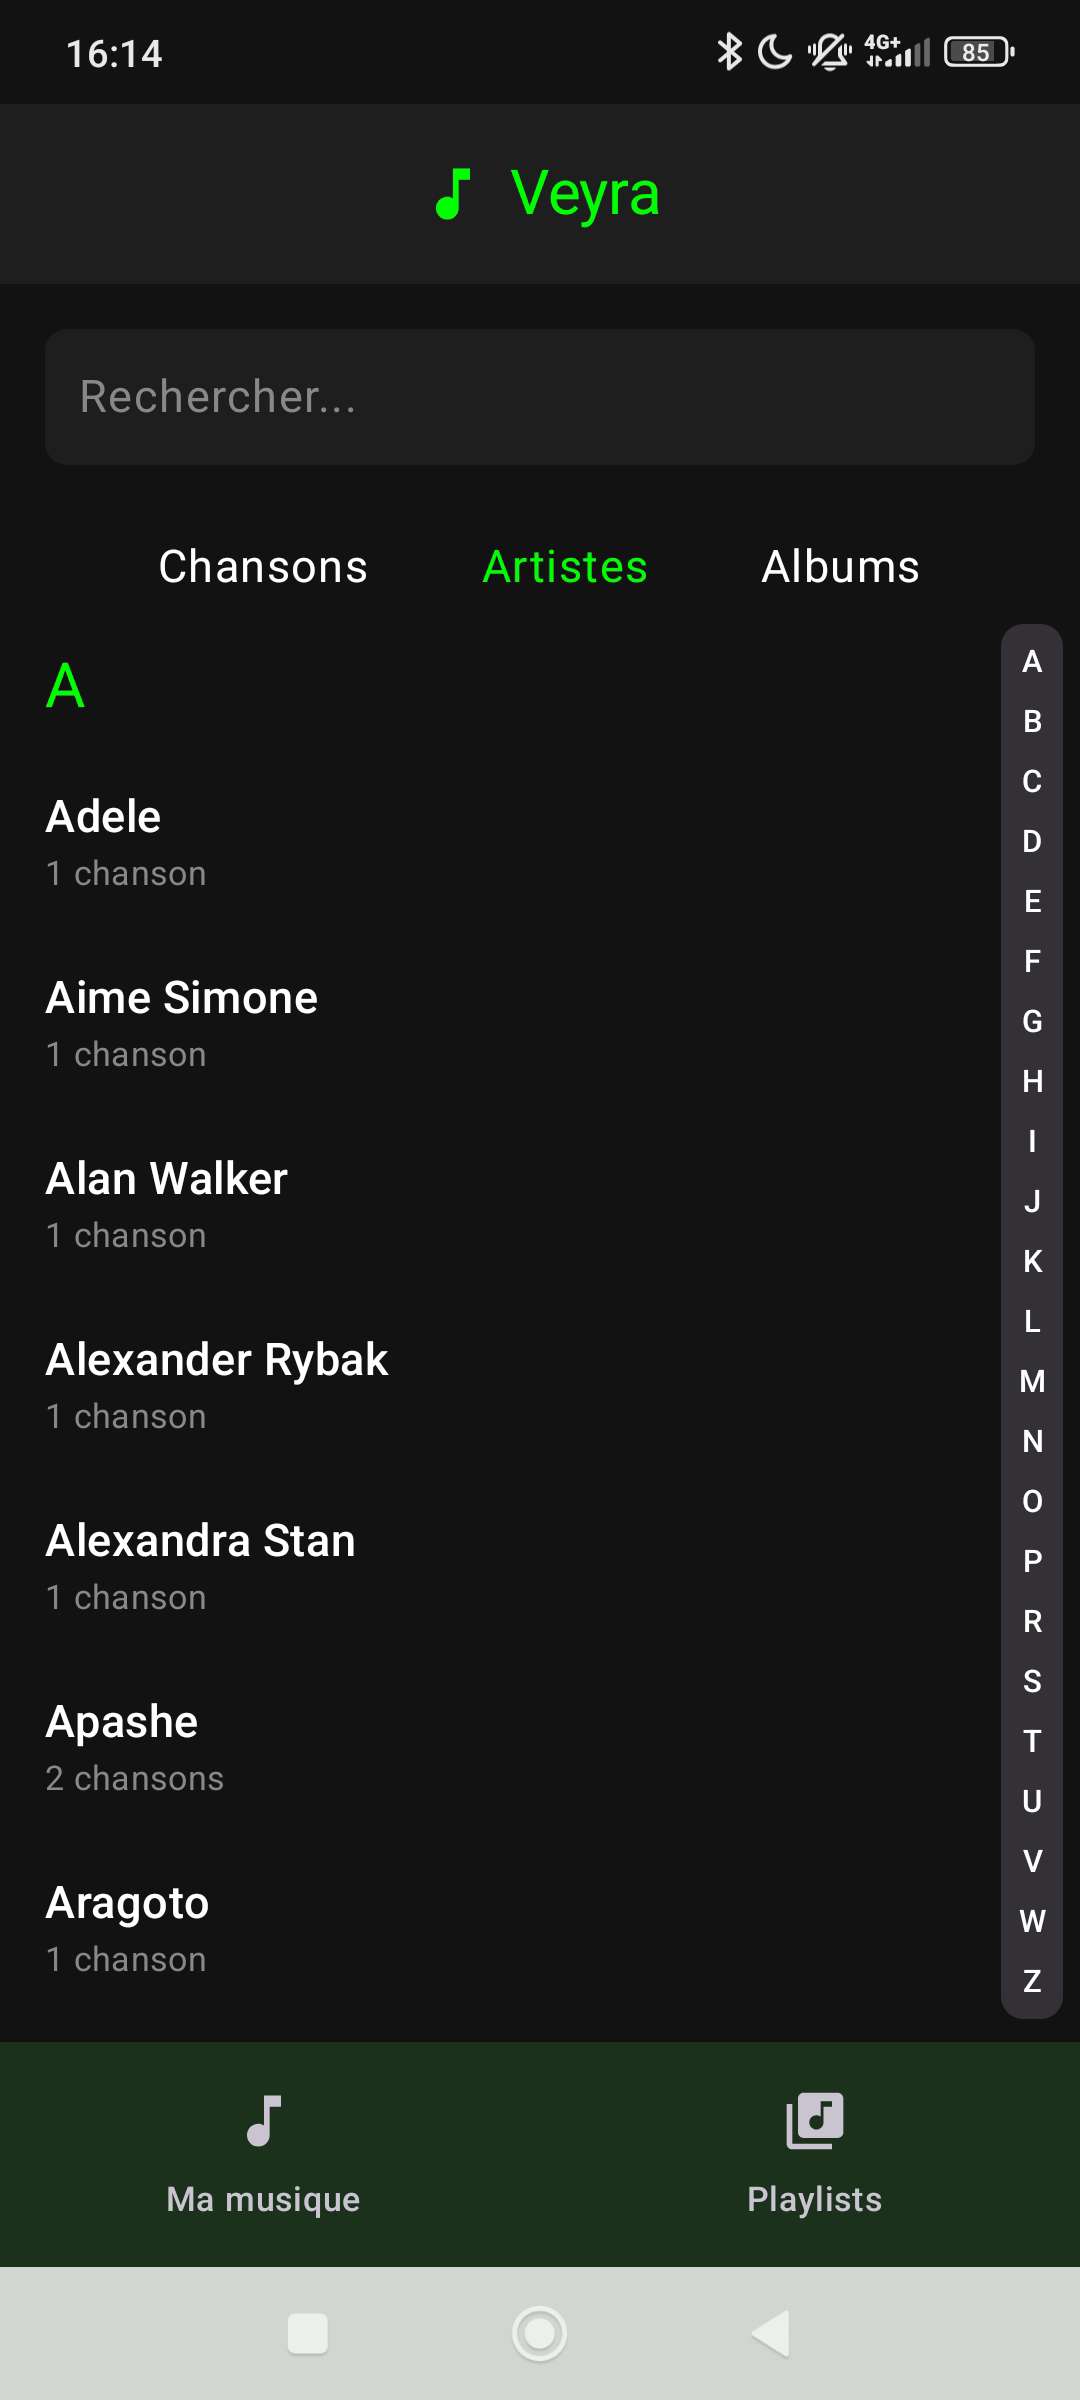 16:14
4G+ 85
Veyra
Rechercher...
Chansons Artistes Albums
A
Adele
1 chanson
Aime Simone
1 chanson
Alan Walker
1 chanson
Alexander Rybak
1 chanson
Alexandra Stan
1 chanson
Apashe
2 chansons
Aragoto
1 chanson
A
B
C
D
E
F
G
H
I
J
K
L
M
N
O
P
R
S
T
U
V
W
Z
Ma musique
Playlists